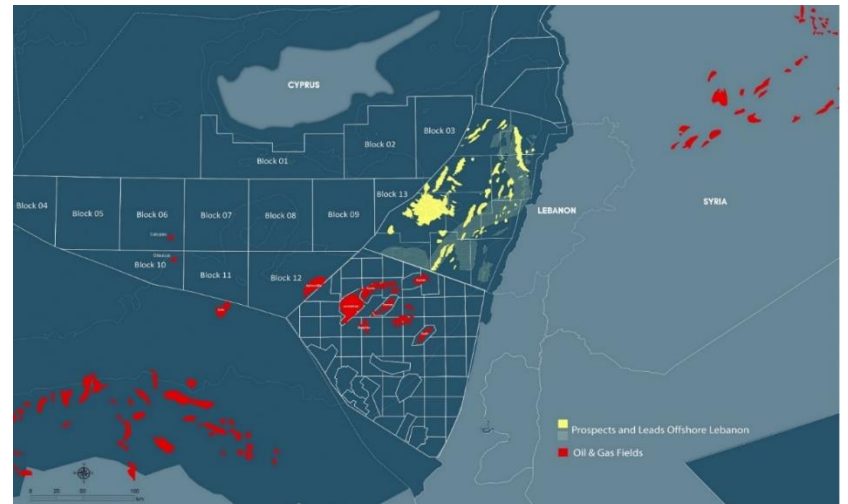 CYPRUS
Block 03
Block 02
Block 01
Block 13
Block 04
Block 05
Block 06
Block 07
Block 08
Block 09
LEBANON
SYRIA
Block 10
Block 11
Block 12
Prospects and Leads Offshore Lebanon
Oil & Gas Fields